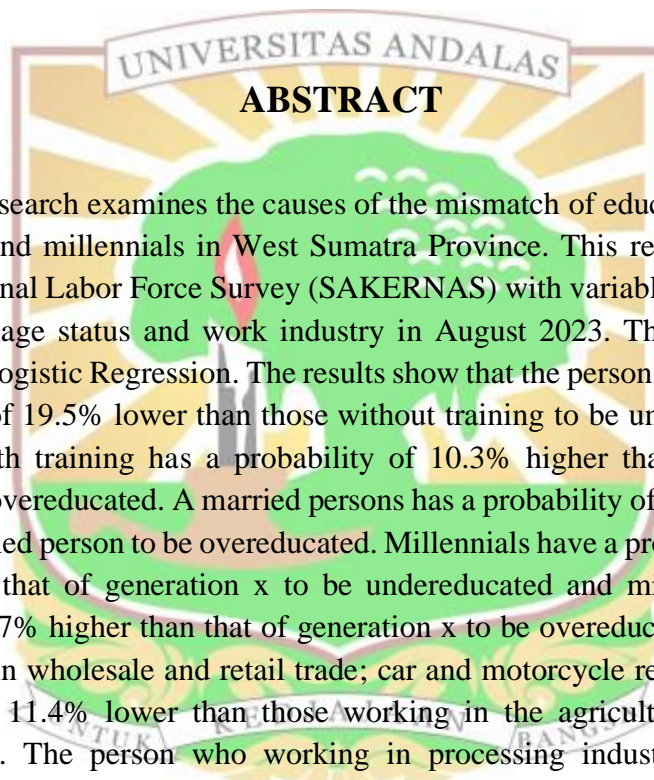 UNIVERSITAS ANDALAS
ABSTRACT
search examines the causes of the mismatch of educ
nd millennials in West Sumatra Province. This re
nal Labor Force Survey (SAKERNAS) with variabl
age status and work industry in August 2023. Th
ogistic Regression. The results show that the person
of 19.5% lower than those without training to be un
th training has a probability of 10.3% higher tha
overeducated. A married persons has a probability of
ied person to be overeducated. Millennials have a pro
that of generation x to be undereducated and mi
7% higher than that of generation x to be overeduc
n wholesale and retail trade; car and motorcycle re
11.4% lower than those working in the agricult
. The person who working in processing indust
NTUK KEDJAJAAN BANGS